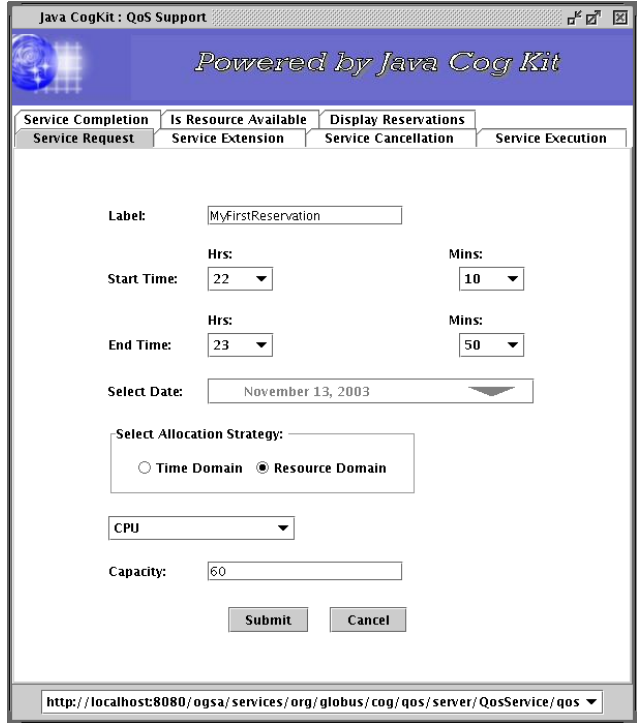 Java CogKit : QoS Support
Powered by Java Cog Kit
Service Completion Is Resource Available Display Reservations
Service Request Service Extension Service Cancellation Service Execution
Label: MyFirstReservation
Hrs: Mins:
Start Time: 22 10
Hrs: Mins:
End Time: 23 50
Select Date: November 13, 2003
Select Allocation Strategy:
Time Domain Resource Domain
CPU
Capacity: 60
Submit Cancel
http://localhost:8080/ogsa/services/org/globus/cog/qos/server/QosService/qos